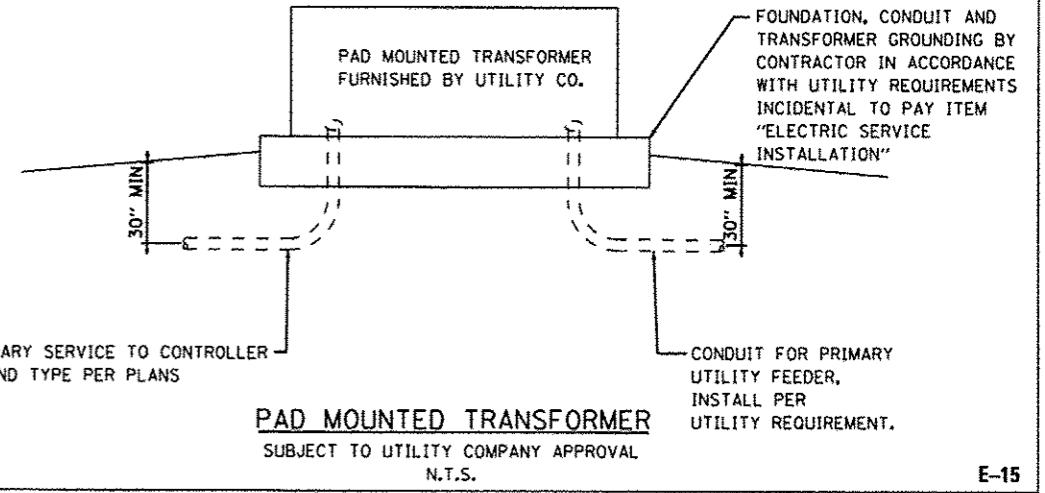 PAD MOUNTED TRANSFORMER
FURNISHED BY UTILITY CO.
FOUNDATION, CONDUIT AND
TRANSFORMER GROUNDING BY
CONTRACTOR IN ACCORDANCE
WITH UTILITY REQUIREMENTS
INCIDENTAL TO PAY ITEM
"ELECTRIC SERVICE
INSTALLATION"
30" MIN
30" MIN
ARY SERVICE TO CONTROLLER
ND TYPE PER PLANS
CONDUIT FOR PRIMARY
UTILITY FEEDER,
INSTALL PER
UTILITY REQUIREMENT.
PAD MOUNTED TRANSFORMER
SUBJECT TO UTILITY COMPANY APPROVAL
N.T.S.
E-15